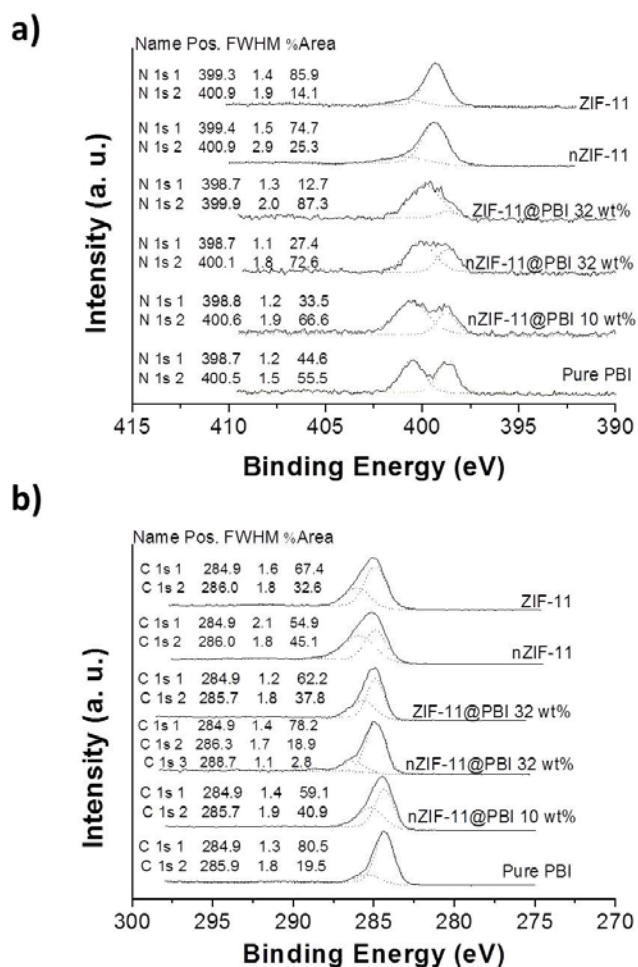 a)
Name Pos. FWHM %Area
N 1s 1 399.3 1.4 85.9
N 1s 2 400.9 1.9 14.1
ZIF-11
N 1s 1 399.4 1.5 74.7
N 1s 2 400.9 2.9 25.3
nZIF-11
N 1s 1 398.7 1.3 12.7
N 1s 2 399.9 2.0 87.3
ZIF-11@PBI 32 wt%
N 1s 1 398.7 1.1 27.4
N 1s 2 400.1 1.8 72.6
nZIF-11@PBI 32 wt%
N 1s 1 398.8 1.2 33.5
N 1s 2 400.6 1.9 66.6
nZIF-11@PBI 10 wt%
N 1s 1 398.7 1.2 44.6
N 1s 2 400.5 1.5 55.5
Pure PBI
Intensity (a. u.)
415 410 405 400 395 390
Binding Energy (eV)
b)
Name Pos. FWHM %Area
C 1s 1 284.9 1.6 67.4
C 1s 2 286.0 1.8 32.6
ZIF-11
C 1s 1 284.9 2.1 54.9
C 1s 2 286.0 1.8 45.1
nZIF-11
C 1s 1 284.9 1.2 62.2
C 1s 2 285.7 1.8 37.8
ZIF-11@PBI 32 wt%
C 1s 1 284.9 1.4 78.2
C 1s 2 286.3 1.7 18.9
C 1s 3 288.7 1.1 2.8
nZIF-11@PBI 32 wt%
C 1s 1 284.9 1.4 59.1
C 1s 2 285.7 1.9 40.9
nZIF-11@PBI 10 wt%
C 1s 1 284.9 1.3 80.5
C 1s 2 285.9 1.8 19.5
Pure PBI
Intensity (a. u.)
300 295 290 285 280 275 270
Binding Energy (eV)